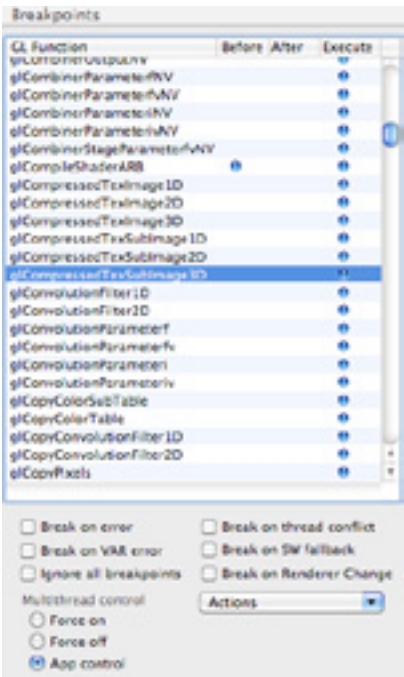 Breakpoints
GL Function Before After Execute
glCombinerOutputNV
glCombinerParameterfNV
glCombinerParameterfvNV
glCombinerParameteriNV
glCombinerParameterivNV
glCombinerStageParameterfvNV
glCompileShaderARB
glCompressedTexImage1D
glCompressedTexImage2D
glCompressedTexImage3D
glCompressedTexSubImage1D
glCompressedTexSubImage2D
glCompressedTexSubImage3D
glConvolutionFilter1D
glConvolutionFilter2D
glConvolutionParameterf
glConvolutionParameterfv
glConvolutionParameteri
glConvolutionParameteriv
glCopyColorSubTable
glCopyColorTable
glCopyConvolutionFilter1D
glCopyConvolutionFilter2D
glCopyPixels
Break on error Break on thread conflict
Break on VAR error Break on SW fallback
Ignore all breakpoints Break on Renderer Change
Multithread control Actions
Force on
Force off
App control